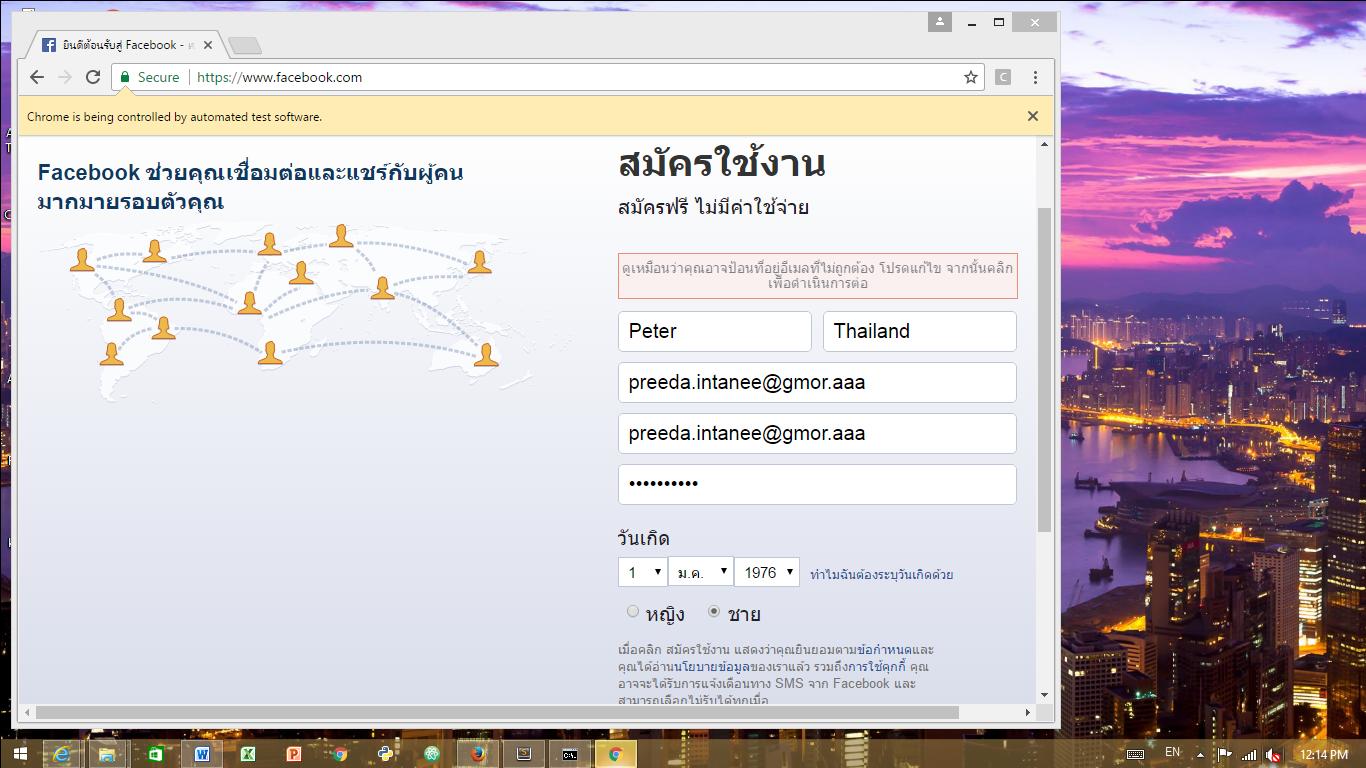 ยินดีต้อนรับสู่ Facebook -
Secure
https://www.facebook.com
C
Chrome is being controlled by automated test software.
Facebook ช่วยคุณเชื่อมต่อและแชร์กับผู้คน
มากมายรอบตัวคุณ
สมัครใช้งาน
สมัครฟรี ไม่มีค่าใช้จ่าย
ดูเหมือนว่าคุณอาจป้อนที่อยู่อีเมลที่ไม่ถูกต้อง โปรดแก้ไข จากนั้นคลิก
เพื่อดำเนินการต่อ
Peter
Thailand
preeda.intanee@gmor.aaa
preeda.intanee@gmor.aaa
วันเกิด
1 ม.ค. 1976 ทำไมฉันต้องระบุวันเกิดด้วย
หญิง ชาย
เมื่อคลิก สมัครใช้งาน แสดงว่าคุณยินยอมตามข้อกำหนดและ
คุณได้อ่านนโยบายข้อมูลของเราแล้ว รวมถึงการใช้คุกกี้ คุณ
อาจจะได้รับการแจ้งเตือนทาง SMS จาก Facebook และ
สามารถเลือกไม่รับได้ทุกเมื่อ
EN
12:14 PM